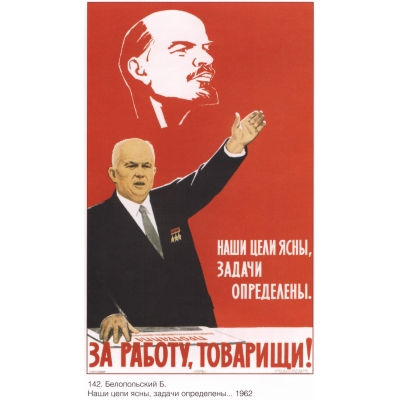 НАШИ ЦЕЛИ ЯСНЫ,
ЗАДАЧИ
ОПРЕДЕЛЕНЫ.
ЗА РАБОТУ, ТОВАРИЩИ!
142. Белопольский Б.
Наши цели ясны, задачи определены... 1962